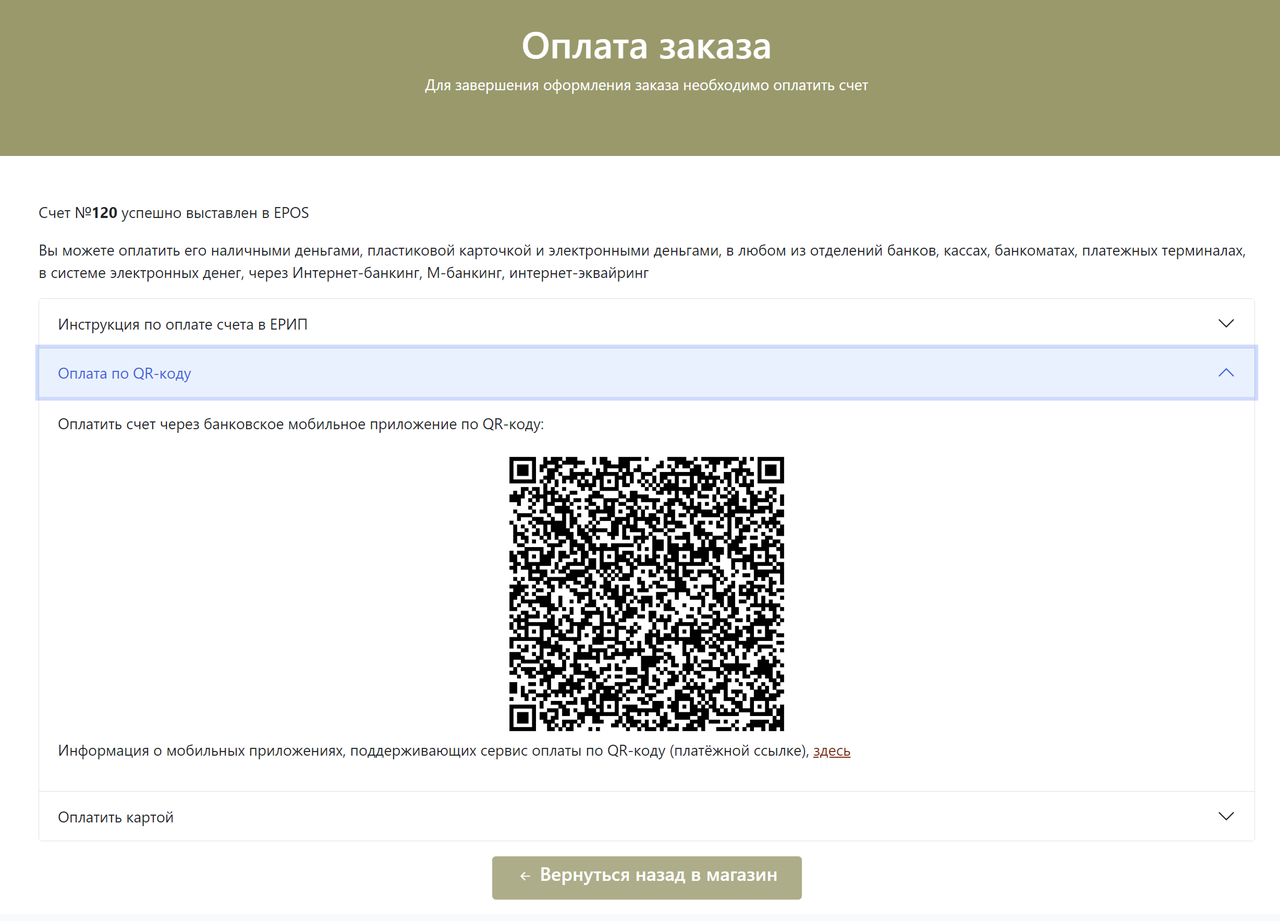 Оплата заказа
Для завершения оформления заказа необходимо оплатить счет
Счет №120 успешно выставлен в EPOS
Вы можете оплатить его наличными деньгами, пластиковой карточкой и электронными деньгами, в любом из отделений банков, кассах, банкоматах, платежных терминалах,
в системе электронных денег, через Интернет-банкинг, М-банкинг, интернет-эквайринг
Инструкция по оплате счета в ЕРИП
Оплата по QR-коду
Оплатить счет через банковское мобильное приложение по QR-коду:
Информация о мобильных приложениях, поддерживающих сервис оплаты по QR-коду (платёжной ссылке), здесь
Оплатить картой
← Вернуться назад в магазин